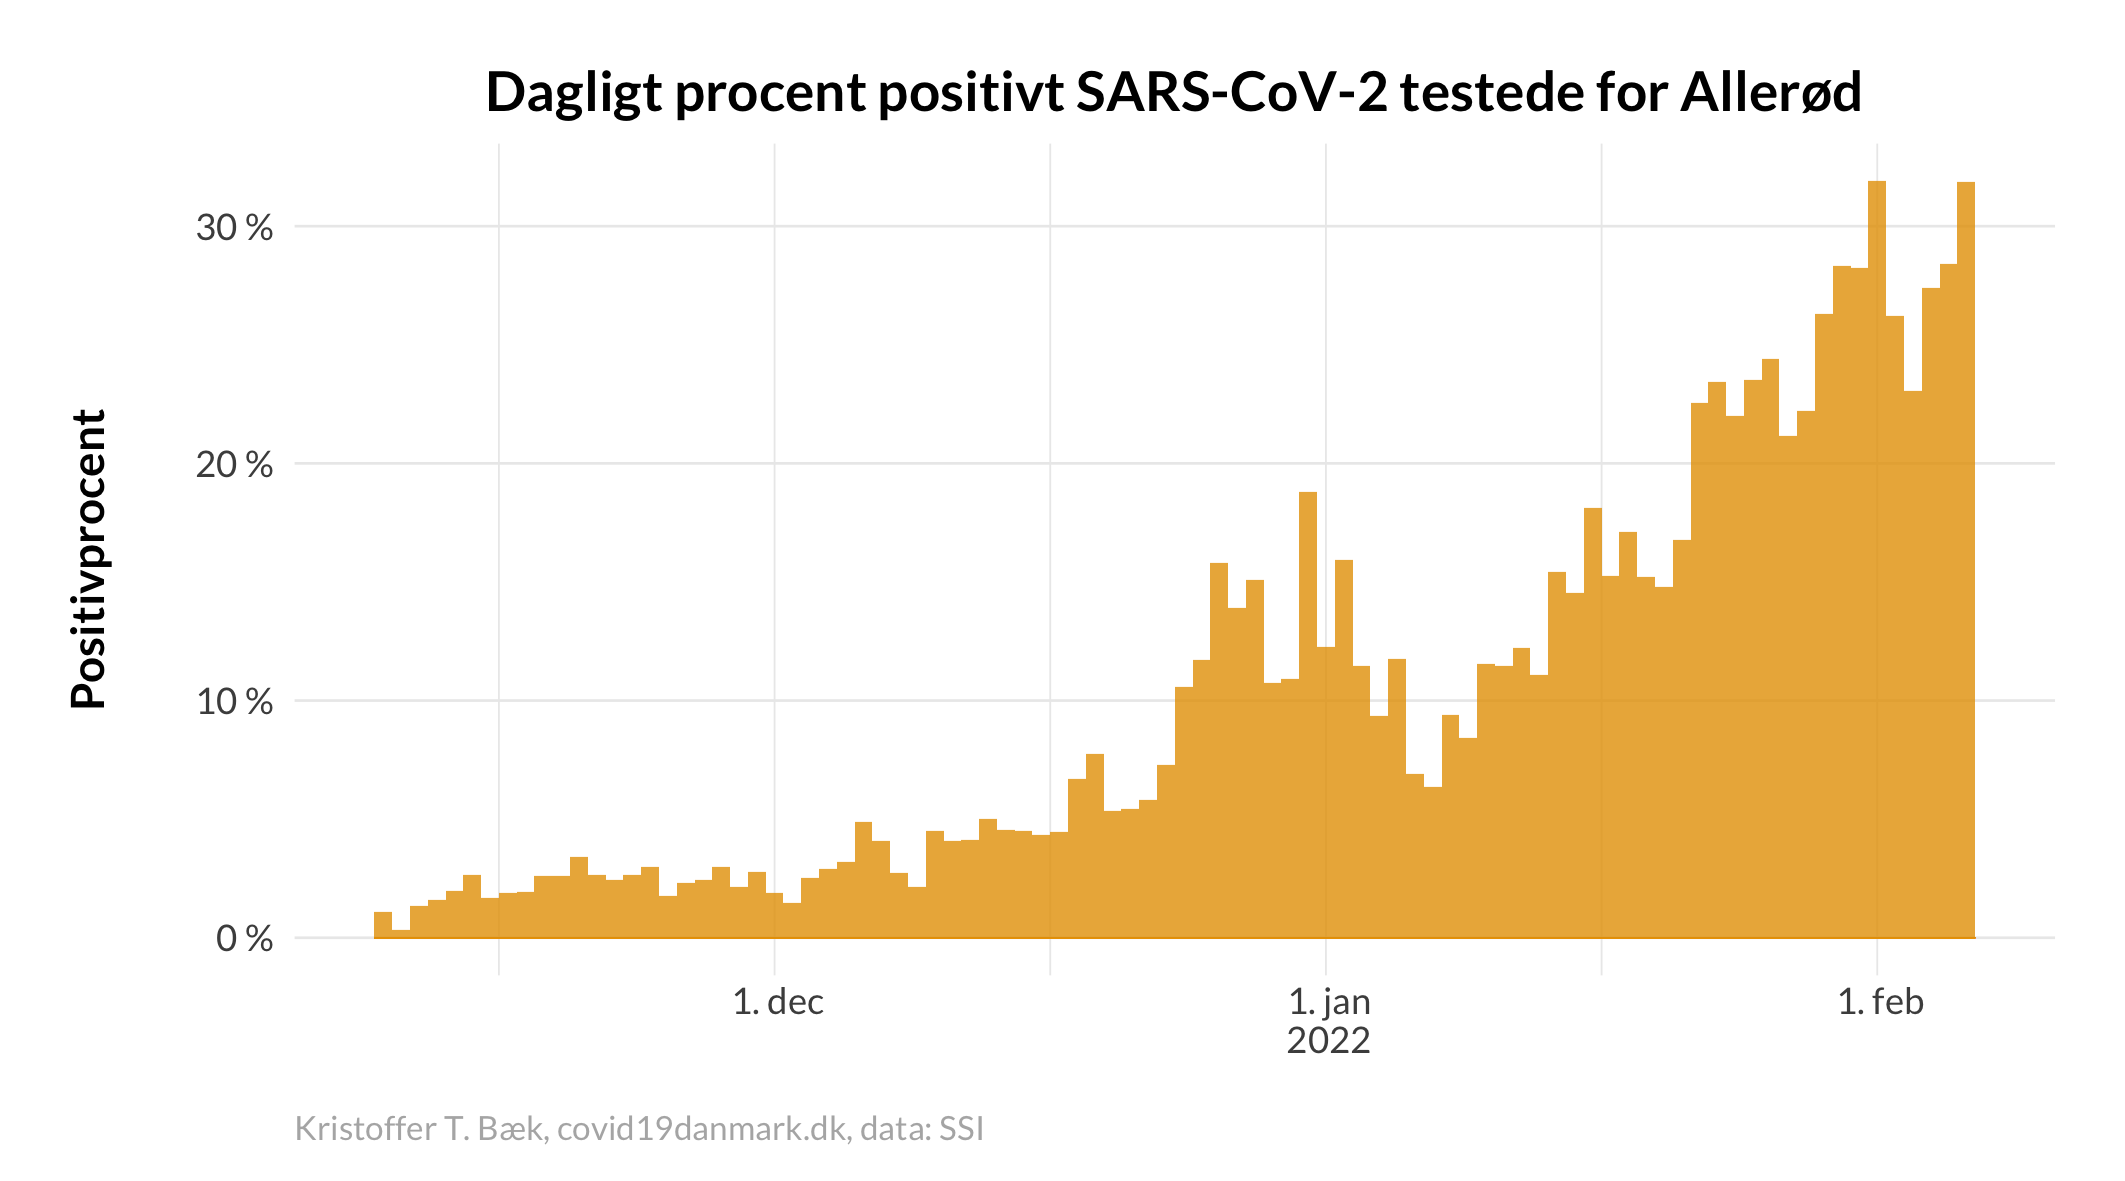 Dagligt procent positivt SARS-CoV-2 testede for Allerød
Positivprocent
30 %
20 %
10 %
0 %
1. dec
1. jan
2022
1. feb
Kristoffer T. Bæk, covid19danmark.dk, data: SSI